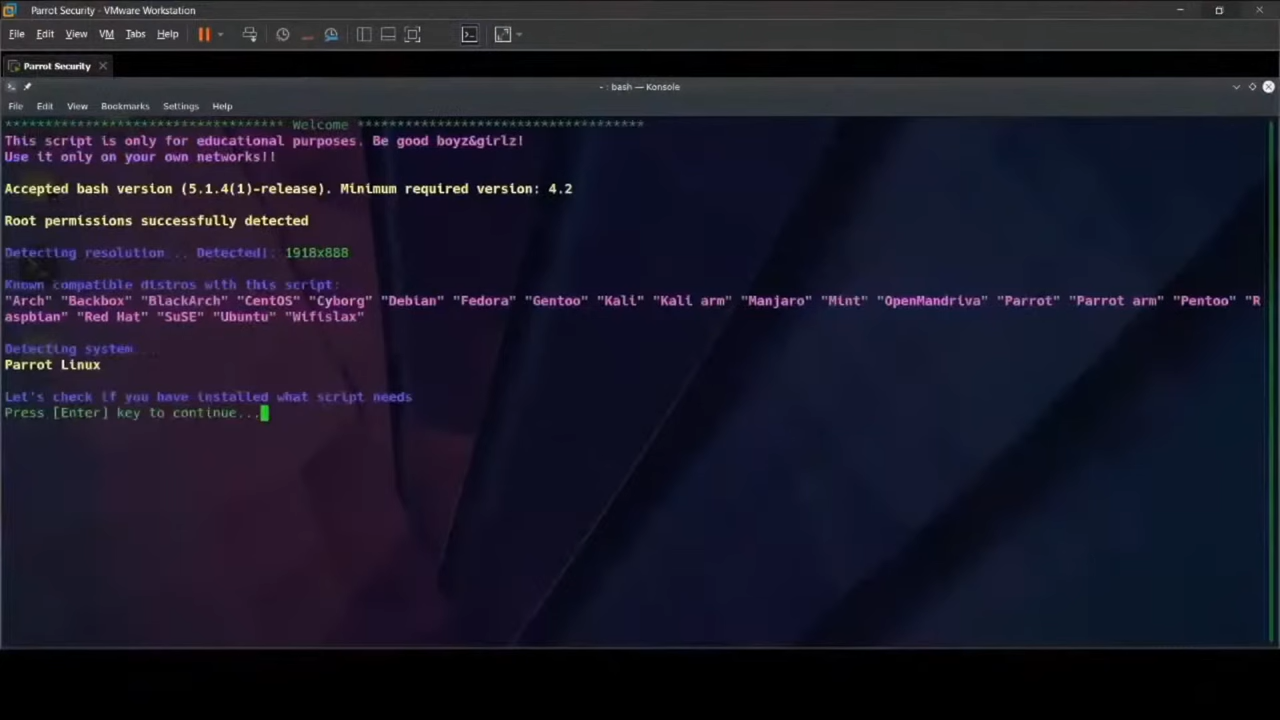 Parrot Security - VMware Workstation
File Edit View VM Tabs Help
Parrot Security
~ : bash — Konsole
File Edit View Bookmarks Settings Help
*********************************** Welcome ************************************
This script is only for educational purposes. Be good boyz&girlz!
Use it only on your own networks!!
Accepted bash version (5.1.4(1)-release). Minimum required version: 4.2
Root permissions successfully detected
Detecting resolution... Detected!: 1918x888
Known compatible distros with this script:
"Arch" "Backbox" "BlackArch" "CentOS" "Cyborg" "Debian" "Fedora" "Gentoo" "Kali" "Kali arm" "Manjaro" "Mint" "OpenMandriva" "Parrot" "Parrot arm" "Pentoo" "R
aspbian" "Red Hat" "SuSE" "Ubuntu" "Wifislax"
Detecting system...
Parrot Linux
Let's check if you have installed what script needs
Press [Enter] key to continue...